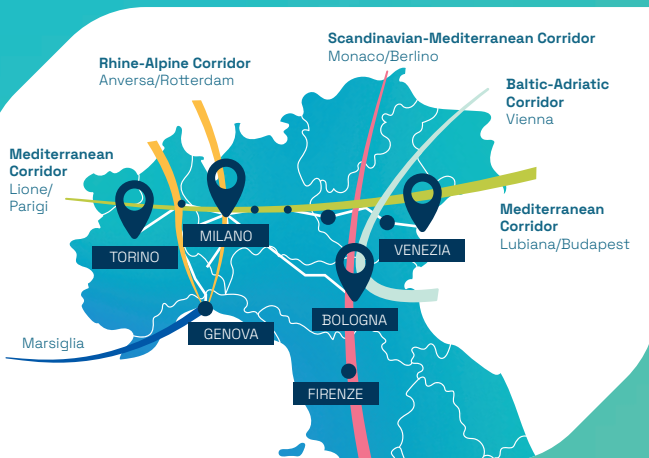 Scandinavian-Mediterranean Corridor
Monaco/Berlino
Rhine-Alpine Corridor
Anversa/Rotterdam
Baltic-Adriatic
Corridor
Vienna
Mediterranean
Corridor
Lione/
Parigi
Mediterranean
Corridor
Lubiana/Budapest
MILANO
TORINO
VENEZIA
BOLOGNA
GENOVA
Marsiglia
FIRENZE